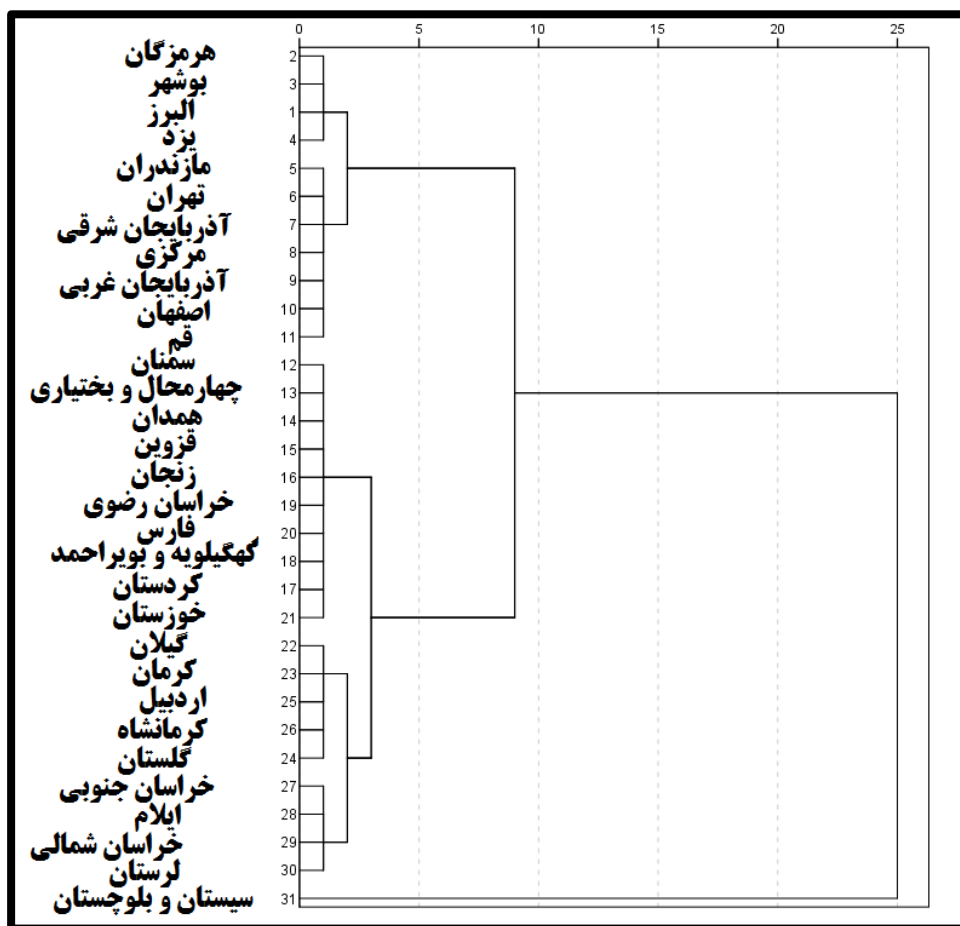 0 5 10 15 20 25
هرمزگان 2
بوشهر 3
البرز 1
یزد 4
مازندران 5
تهران 6
آذربایجان شرقی 7
مرکزی 8
آذربایجان غربی 9
اصفهان 10
قم 11
سمنان 12
چهارمحال و بختیاری 13
همدان 14
قزوین 15
زنجان 16
خراسان رضوی 19
فارس 20
کهگیلویه و بویراحمد 18
کردستان 17
خوزستان 21
گیلان 22
کرمان 23
اردبیل 25
کرمانشاه 26
گلستان 24
خراسان جنوبی 27
ایلام 28
خراسان شمالی 29
لرستان 30
سیستان و بلوچستان 31